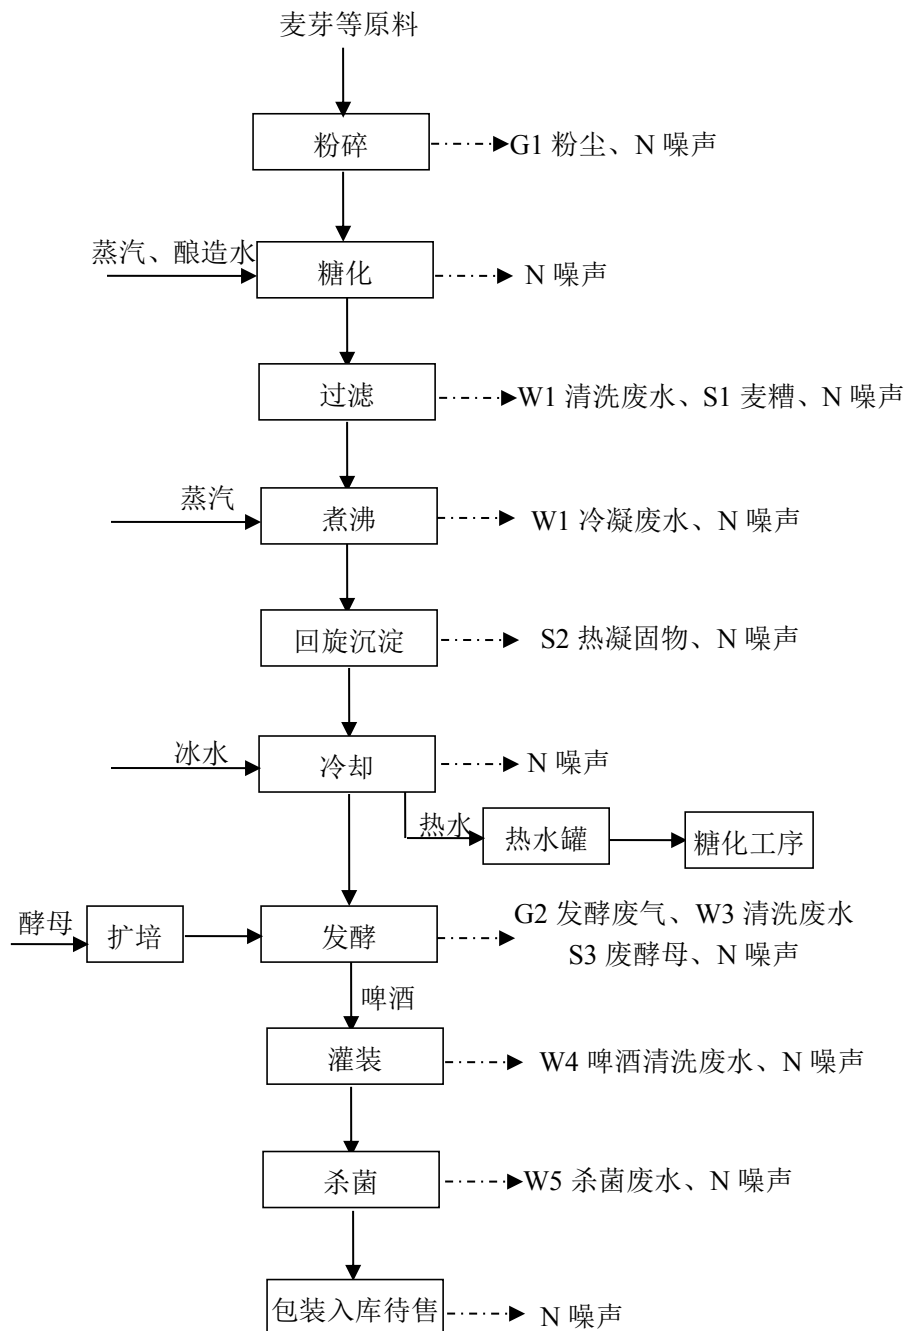 麦芽等原料
粉碎
G1 粉尘、N 噪声
蒸汽、酿造水
糖化
N 噪声
过滤
W1 清洗废水、S1 麦糟、N 噪声
蒸汽
煮沸
W1 冷凝废水、N 噪声
回旋沉淀
S2 热凝固物、N 噪声
冰水
冷却
N 噪声
热水
热水罐
糖化工序
酵母
扩培
发酵
G2 发酵废气、W3 清洗废水
S3 废酵母、N 噪声
啤酒
灌装
W4 啤酒清洗废水、N 噪声
杀菌
W5 杀菌废水、N 噪声
包装入库待售
N 噪声